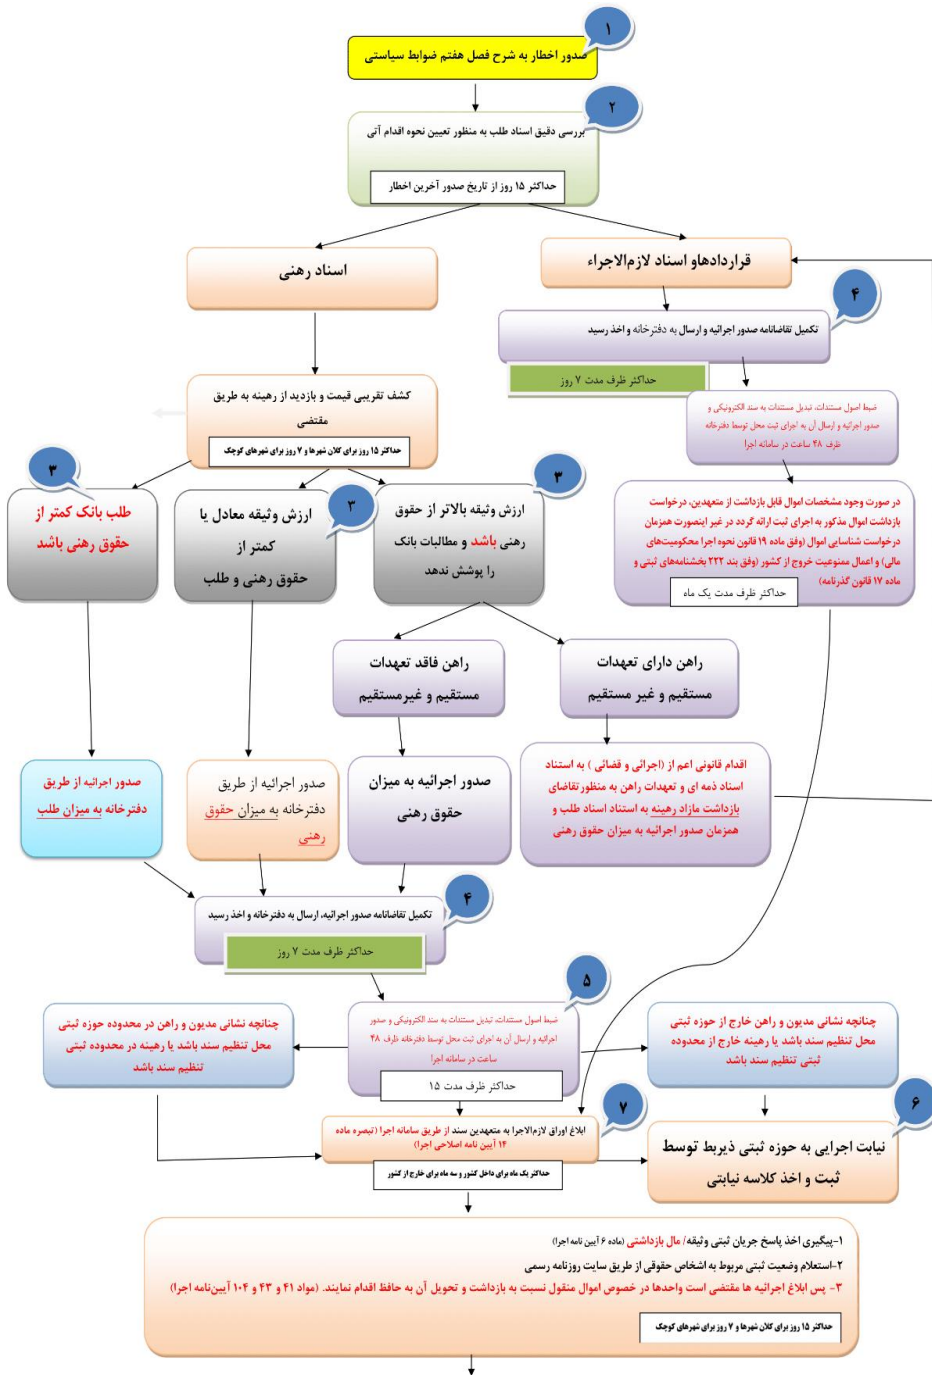 ۱
صدور اخطار به شرح فصل هفتم ضوابط سیاستی
۲
بررسی دقیق اسناد طلب به منظور تعیین نحوه اقدام آتی
حداکثر ۱۵ روز از تاریخ صدور آخرین اخطار
قراردادهاو اسناد لازم‌الاجراء
اسناد رهنی
۴
تکمیل تقاضانامه صدور اجرائیه و ارسال به دفترخانه و اخذ رسید
حداکثر ظرف مدت ۷ روز
ضبط اصول مستندات، تبدیل مستندات به سند الکترونیکی و
صدور اجرائیه و ارسال آن به اجرای ثبت محل توسط دفترخانه
ظرف ۴۸ ساعت در سامانه اجرا
کشف تقریبی قیمت و بازدید از رهینه به طریق
مقتضی
حداکثر ۱۵ روز برای کلان شهرها و ۷ روز برای شهرهای کوچک
در صورت وجود مشخصات اموال قابل بازداشت از متعهدین، درخواست
بازداشت اموال مذکور به اجرای ثبت ارائه گردد در غیر اینصورت همزمان
درخواست شناسایی اموال (وفق ماده ۱۹ قانون نحوه اجرا محکومیت‌های
مالی) و اعمال ممنوعیت خروج از کشور (وفق بند ۲۲۲ بخشنامه‌های ثبتی و
ماده ۱۷ قانون گذرنامه)
حداکثر ظرف مدت یک ماه
۳
ارزش وثیقه بالاتر از حقوق
رهنی باشد و مطالبات بانک
را پوشش ندهد
۳
ارزش وثیقه معادل یا
کمتر از
حقوق رهنی و طلب
۳
طلب بانک کمتر از
حقوق رهنی باشد
راهن دارای تعهدات
مستقیم و غیر مستقیم
راهن فاقد تعهدات
مستقیم و غیرمستقیم
اقدام قانونی اعم از (اجرائی و قضائی ) به استناد
اسناد ذمه ای و تعهدات راهن به منظورتقاضای
بازداشت مازاد رهینه به استناد اسناد طلب و
همزمان صدور اجرائیه به میزان حقوق رهنی
صدور اجرائیه به میزان
حقوق رهنی
صدور اجرائیه از طریق
دفترخانه به میزان حقوق
رهنی
صدور اجرائیه از طریق
دفترخانه به میزان طلب
۴
تکمیل تقاضانامه صدور اجرائیه، ارسال به دفترخانه و اخذ رسید
حداکثر ظرف مدت ۷ روز
۵
ضبط اصول مستندات، تبدیل مستندات به سند الکترونیکی و صدور
اجرائیه و ارسال آن به اجرای ثبت محل توسط دفترخانه ظرف ۴۸
ساعت در سامانه اجرا
حداکثر ظرف مدت ۱۵
چنانچه نشانی مدیون و راهن خارج از حوزه ثبتی
محل تنظیم سند باشد یا رهینه خارج از محدوده
ثبتی تنظیم سند باشد
چنانچه نشانی مدیون و راهن در محدوده حوزه ثبتی
محل تنظیم سند باشد یا رهینه در محدوده ثبتی
تنظیم سند باشد
۶
نیابت اجرایی به حوزه ثبتی ذیربط توسط
ثبت و اخذ کلاسه نیابتی
۷
ابلاغ اوراق لازم‌الاجرا به متعهدین سند از طریق سامانه اجرا (تبصره ماده
۱۴ آیین نامه اصلاحی اجرا)
حداکثر یک ماه برای داخل کشور و سه ماه برای خارج از کشور
۱-پیگیری اخذ پاسخ جریان ثبتی وثیقه/ مال بازداشتی (ماده ۶ آیین نامه اجرا)
۲-استعلام وضعیت ثبتی مربوط به اشخاص حقوقی از طریق سایت روزنامه رسمی
۳- پس ابلاغ اجرائیه ها مقتضی است واحدها در خصوص اموال منقول نسبت به بازداشت و تحویل آن به حافظ اقدام نمایند. (مواد ۴۱ و ۴۳ و ۱۰۴ آیین‌نامه اجرا)
حداکثر ۱۵ روز برای کلان شهرها و ۷ روز برای شهرهای کوچک